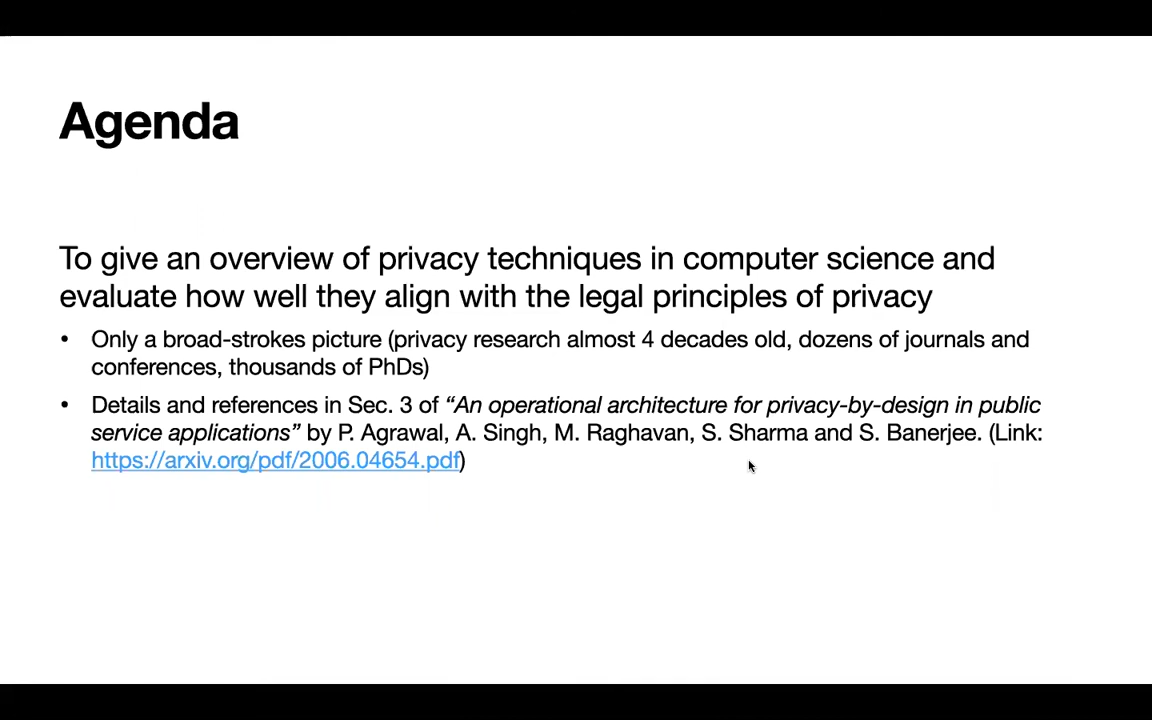 Agenda
To give an overview of privacy techniques in computer science and
evaluate how well they align with the legal principles of privacy
• Only a broad-strokes picture (privacy research almost 4 decades old, dozens of journals and
conferences, thousands of PhDs)
• Details and references in Sec. 3 of “An operational architecture for privacy-by-design in public
service applications” by P. Agrawal, A. Singh, M. Raghavan, S. Sharma and S. Banerjee. (Link:
https://arxiv.org/pdf/2006.04654.pdf)